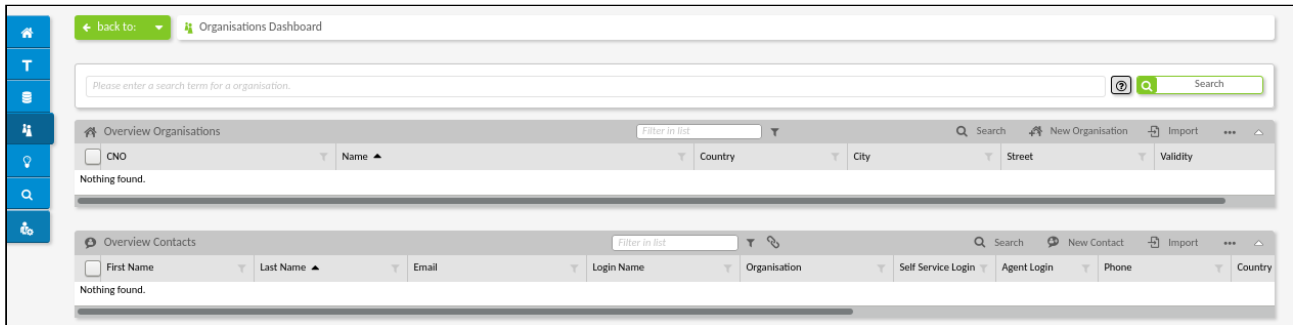 back to:
Organisations Dashboard
T
Please enter a search term for a organisation.
Search
Overview Organisations
Filter in list
Search
New Organisation
Import
CNO
Name
Country
City
Street
Validity
Nothing found.
Overview Contacts
Filter in list
Search
New Contact
Import
First Name
Last Name
Email
Login Name
Organisation
Self Service Login
Agent Login
Phone
Country
Nothing found.